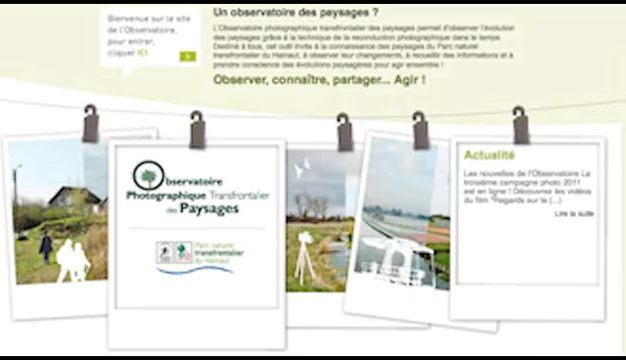 Bienvenue sur le site
de l'Observatoire,
pour entrer,
cliquer ICI
Un observatoire des paysages ?
L'Observatoire photographique transfrontalier des paysages permet d'observer l'évolution
des paysages grâce à la technique de la reconduction photographique dans le temps.
Destiné à tous, cet outil invite à la connaissance des paysages du Parc naturel
transfrontalier du Hainaut, à observer leur changements, à recueillir des informations et à
prendre conscience des évolutions paysagères pour agir ensemble !
Observer, connaître, partager... Agir !
Observatoire
Photographique Transfrontalier
des Paysages
Parc naturel
transfrontalier
du Hainaut
Actualité
Les nouvelles de l'Observatoire La
troisième campagne photo 2011
est en ligne ! Découvrez les vidéos
du film "Regards sur le (...)
Lire la suite